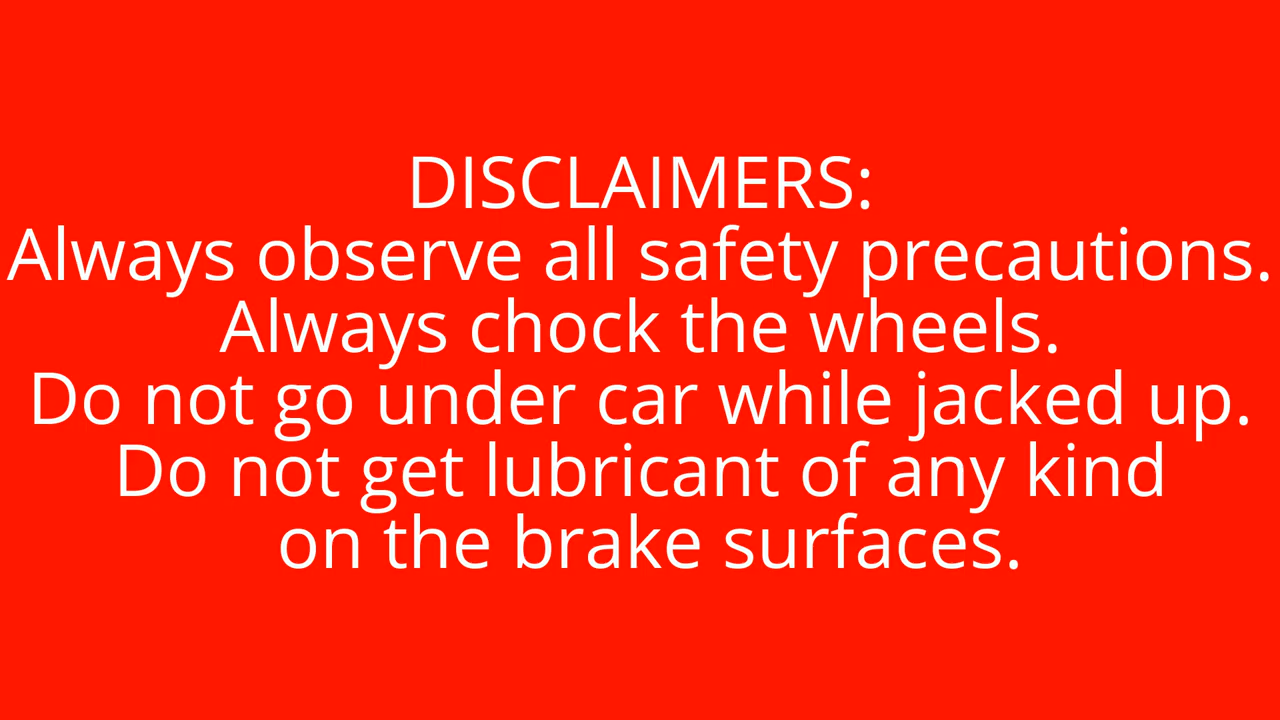 DISCLAIMERS:
Always observe all safety precautions.
Always chock the wheels.
Do not go under car while jacked up.
Do not get lubricant of any kind
on the brake surfaces.